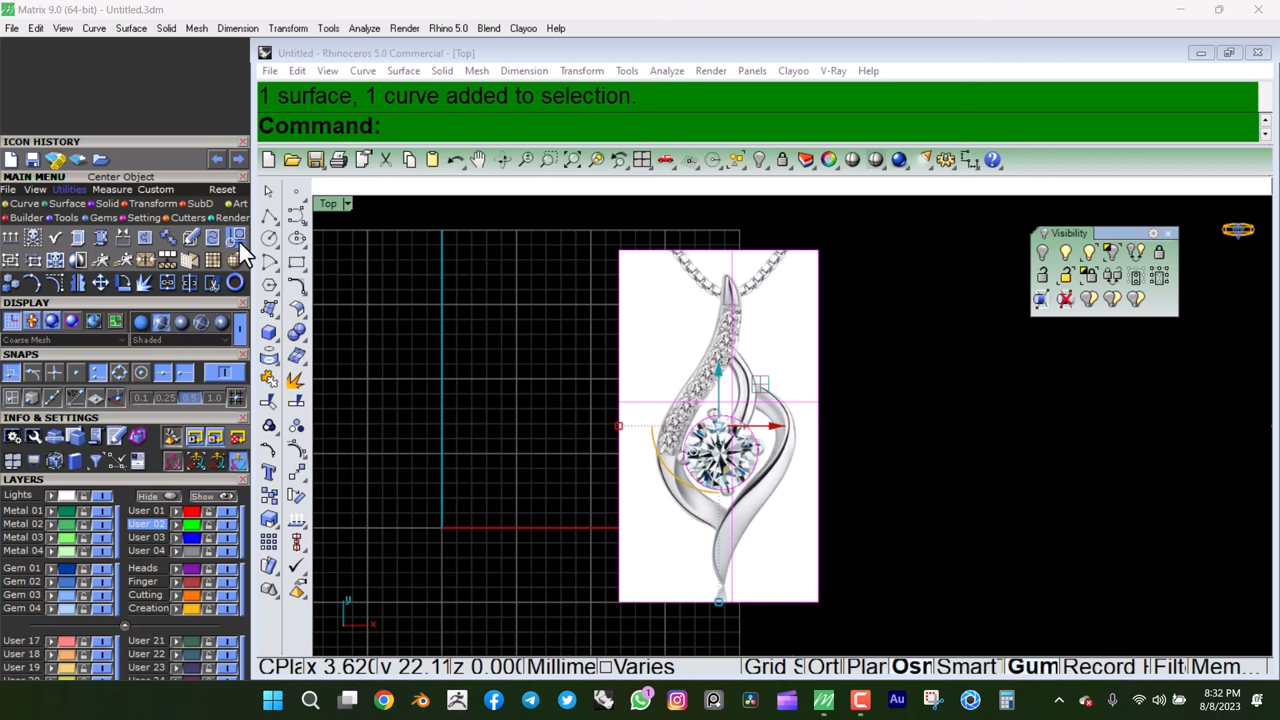 Matrix 9.0 (64-bit) - Untitled.3dm
File Edit View Curve Surface Solid Mesh Dimension Transform Tools Analyze Render Rhino 5.0 Blend Clayoo Help
Untitled - Rhinoceros 5.0 Commercial - [Top]
File Edit View Curve Surface Solid Mesh Dimension Transform Tools Analyze Render Panels Clayoo V-Ray Help
1 surface, 1 curve added to selection.
Command:
ICON HISTORY
MAIN MENU Center Object
File View Utilities Measure Custom Reset
Curve Surface Solid Transform SubD Art
Builder Tools Gems Setting Cutters Render
Top
Visibility
DISPLAY
Coarse Mesh Shaded
SNAPS
0.1 0.25 0.5 1.0
INFO & SETTINGS
LAYERS
Lights Hide Show
Metal 01 User 01
Metal 02 User 02
Metal 03 User 03
Metal 04 User 04
Gem 01 Heads
Gem 02 Finger
Gem 03 Cutting
Gem 04 Creation
User 17 User 21
User 18 User 22
User 19 User 23
y
x
CPla x 3.620 y 22.11 z 0.000 Millime Varies Grid S Ort Plar Osn Smart Gum Record H Filt Mem...
1
8:32 PM
8/8/2023